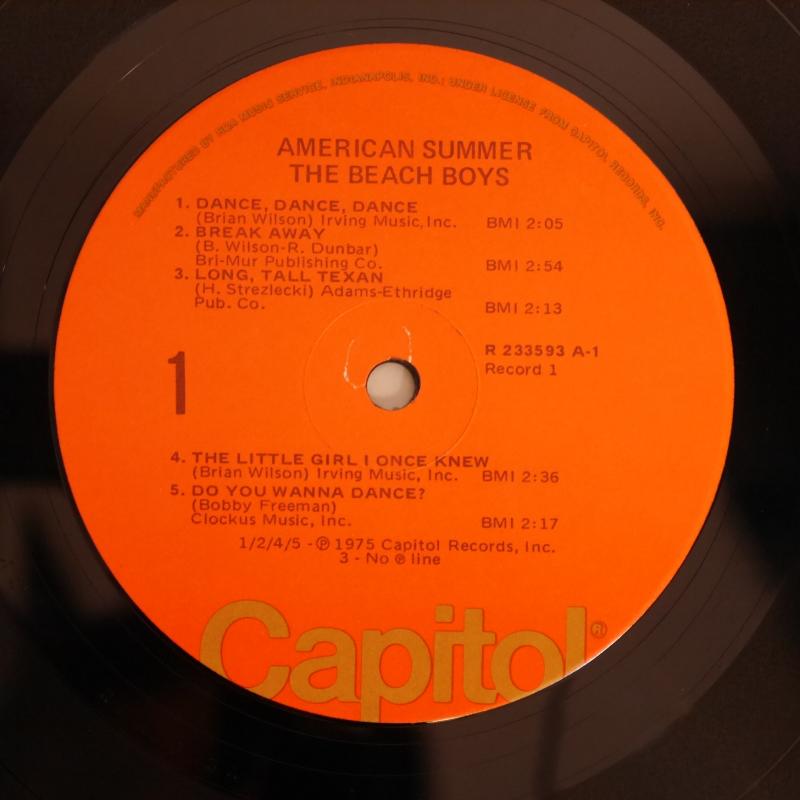 MANUFACTURED BY RCA MUSIC SERVICE, INDIANAPOLIS, IND.: UNDER LICENSE FROM CAPITOL RECORDS, INC.
AMERICAN SUMMER
THE BEACH BOYS
1. DANCE, DANCE, DANCE
(Brian Wilson) Irving Music, Inc. BMI 2:05
2. BREAK AWAY
(B. Wilson-R. Dunbar)
Bri-Mur Publishing Co. BMI 2:54
3. LONG, TALL TEXAN
(H. Strezlecki) Adams-Ethridge
Pub. Co. BMI 2:13
1
R 233593 A-1
Record 1
4. THE LITTLE GIRL I ONCE KNEW
(Brian Wilson) Irving Music, Inc. BMI 2:36
5. DO YOU WANNA DANCE?
(Bobby Freeman)
Clockus Music, Inc. BMI 2:17
1/2/4/5 - ℗ 1975 Capitol Records, Inc.
3 - No ℗ line
Capitol®